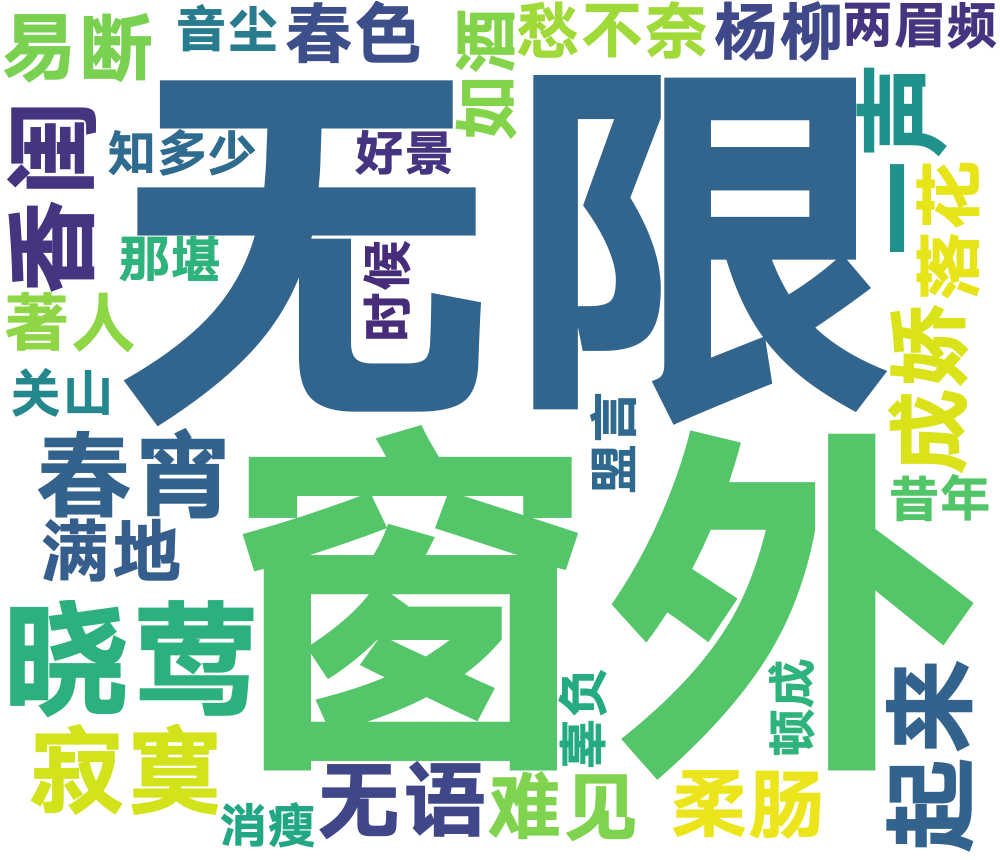 易断
音尘
春色
如酒
愁不奈
杨柳
两眉频
香闺
知多少
好景
无限
一声
落花
那堪
时候
著人
成娇
关山
盟言
春宵
窗外
昔年
满地
晓莺
辜负
顿成
起来
寂寞
消瘦
无语
难见
柔肠